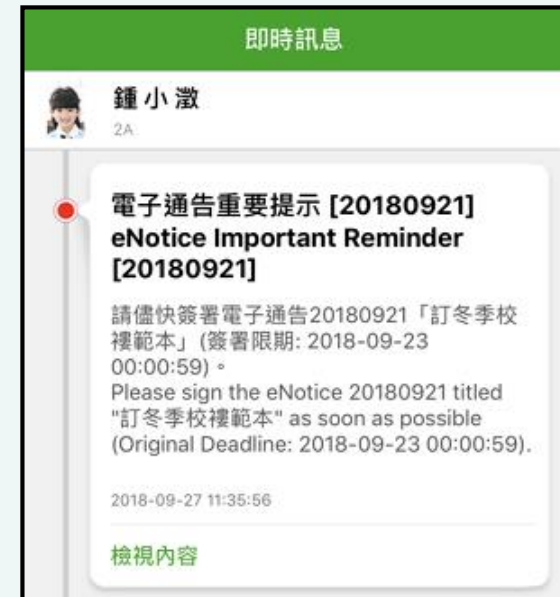 即時訊息
鍾小澂
2A
電子通告重要提示 [20180921]
eNotice Important Reminder
[20180921]
請儘快簽署電子通告20180921「訂冬季校
褸範本」(簽署限期: 2018-09-23
00:00:59)。
Please sign the eNotice 20180921 titled
"訂冬季校褸範本" as soon as possible
(Original Deadline: 2018-09-23 00:00:59).
2018-09-27 11:35:56
檢視內容